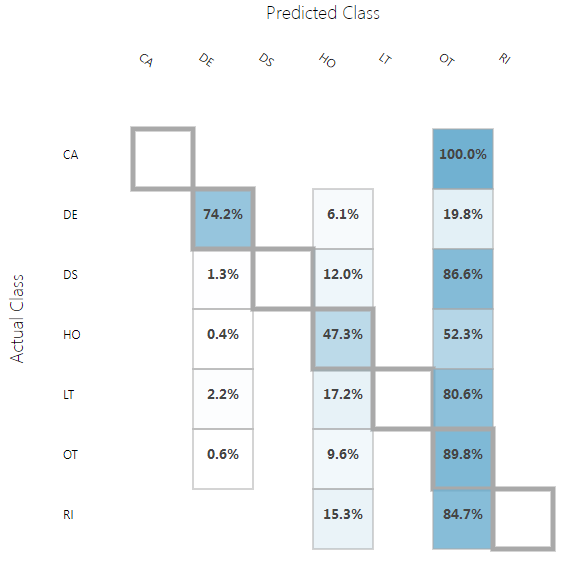 Predicted Class
CA DE DS HO LT OT RI
Actual Class
CA 100.0%
DE 74.2% 6.1% 19.8%
DS 1.3% 12.0% 86.6%
HO 0.4% 47.3% 52.3%
LT 2.2% 17.2% 80.6%
OT 0.6% 9.6% 89.8%
RI 15.3% 84.7%